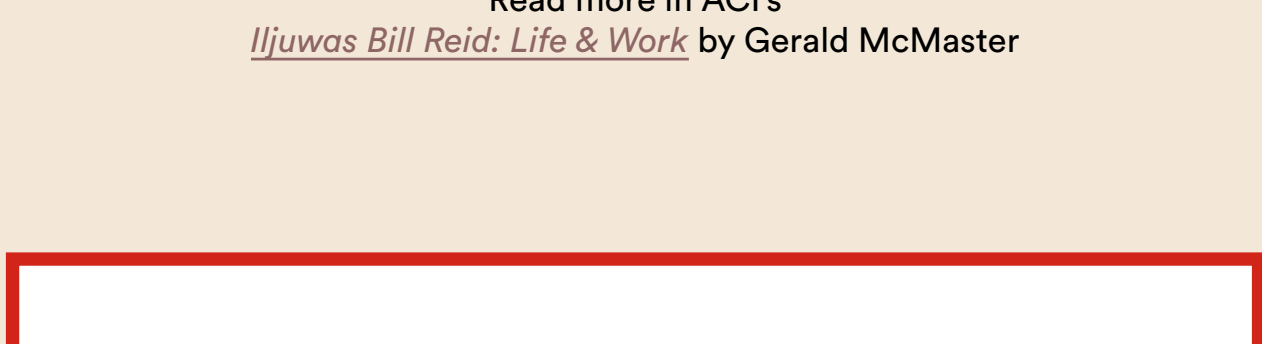 Read more in ACI's
Iljuwas Bill Reid: Life & Work by Gerald McMaster